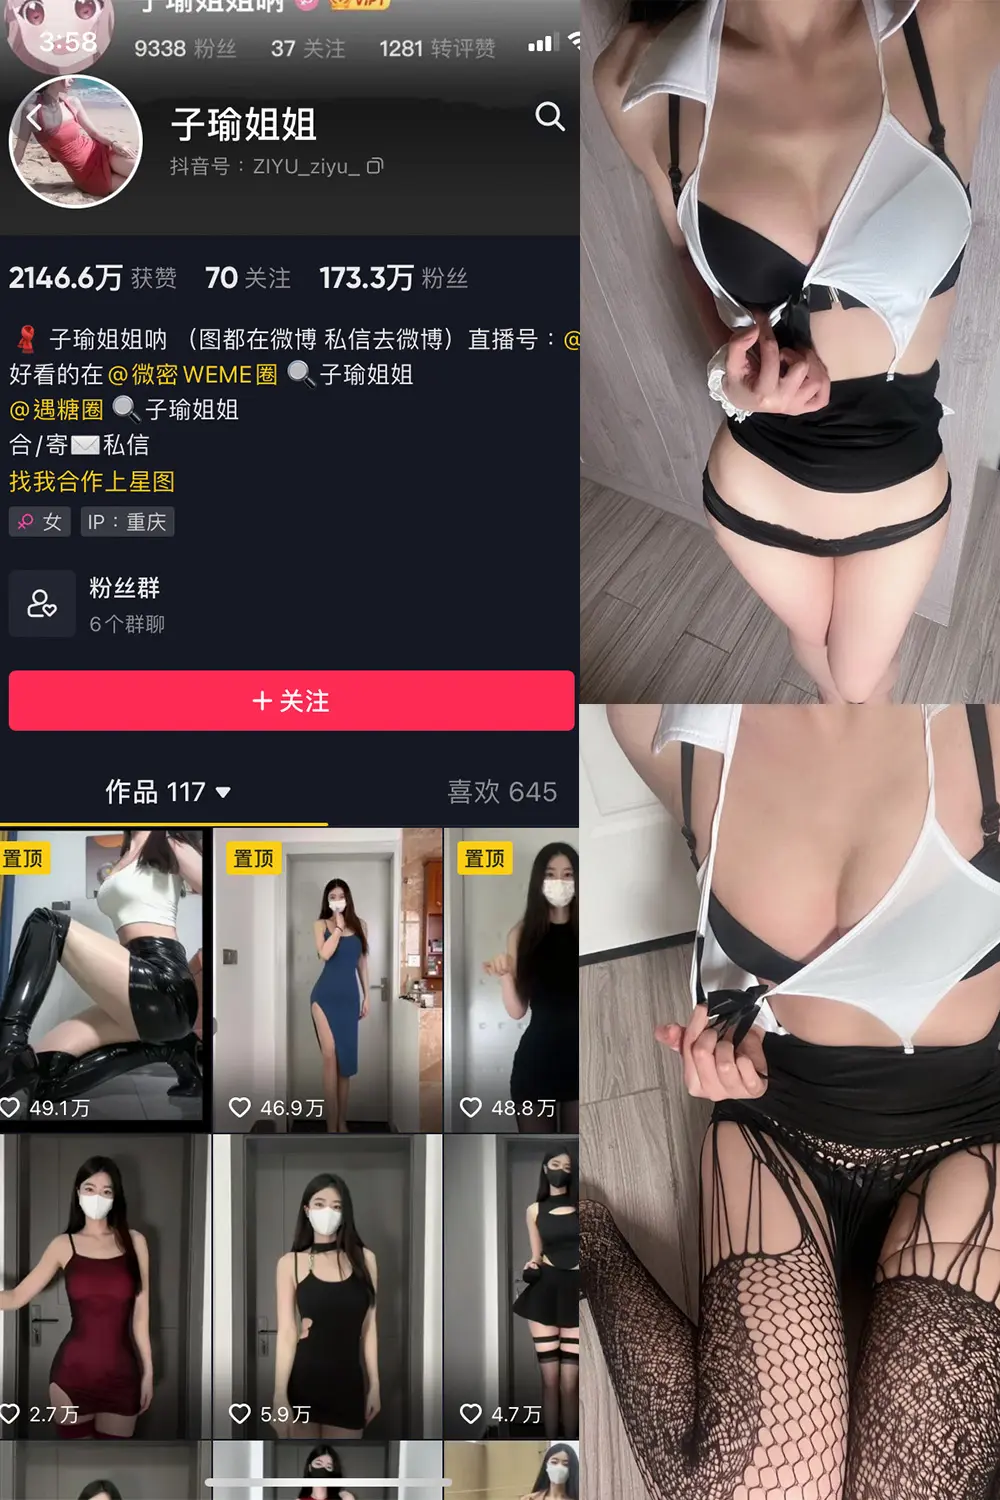 子瑜姐姐呐
VIP1
9338 粉丝 37 关注 1281 转评赞
3:58
子瑜姐姐
抖音号：ZIYU_ziyu_
2146.6万 获赞 70 关注 173.3万 粉丝
子瑜姐姐呐 （图都在微博 私信去微博）直播号：@
好看的在 @微密WEME圈 🔍子瑜姐姐
@遇糖圈 🔍子瑜姐姐
合/寄✉️私信
找我合作上星图
女 IP：重庆
粉丝群
6个群聊
+ 关注
作品 117 喜欢 645
置顶 置顶 置顶
49.1万 46.9万 48.8万
2.7万 5.9万 4.7万